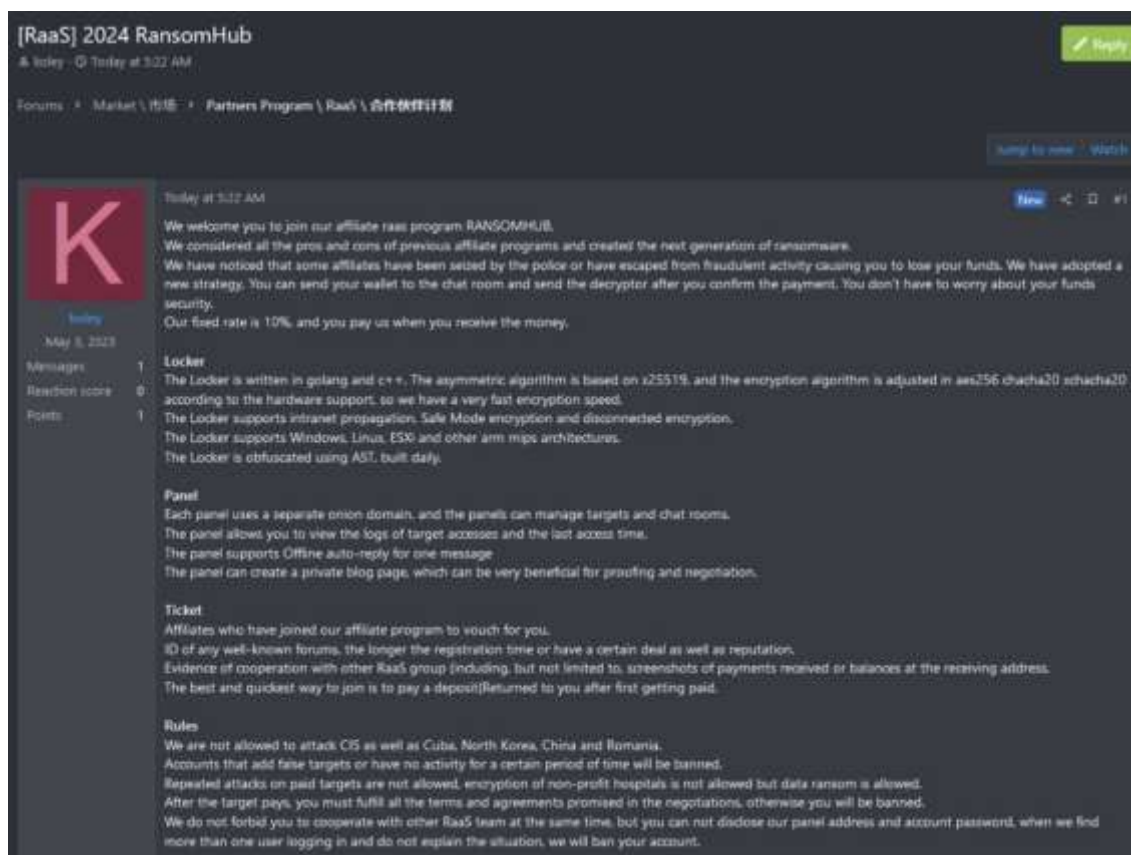 [RaaS] 2024 RansomHub
koley · Today at 5:22 AM
Reply
Forums Market \ 市场 Partners Program \ RaaS \ 合作伙伴计划
Jump to new Watch
K
koley
May 3, 2023
Messages 1
Reaction score 0
Points 1
Today at 5:22 AM
New #1
We welcome you to join our affiliate raas program RANSOMHUB.
We considered all the pros and cons of previous affiliate programs and created the next generation of ransomware.
We have noticed that some affiliates have been seized by the police or have escaped from fraudulent activity causing you to lose your funds. We have adopted a
new strategy. You can send your wallet to the chat room and send the decryptor after you confirm the payment. You don't have to worry about your funds
security.
Our fixed rate is 10%, and you pay us when you receive the money.
Locker
The Locker is written in golang and c++. The asymmetric algorithm is based on x25519, and the encryption algorithm is adjusted in aes256 chacha20 xchacha20
according to the hardware support, so we have a very fast encryption speed.
The Locker supports intranet propagation, Safe Mode encryption and disconnected encryption.
The Locker supports Windows, Linux, ESXi and other arm mips architectures.
The Locker is obfuscated using AST, built daily.
Panel
Each panel uses a separate onion domain, and the panels can manage targets and chat rooms.
The panel allows you to view the logs of target accesses and the last access time.
The panel supports Offline auto-reply for one message
The panel can create a private blog page, which can be very beneficial for proofing and negotiation.
Ticket
Affiliates who have joined our affiliate program to vouch for you.
ID of any well-known forums, the longer the registration time or have a certain deal as well as reputation.
Evidence of cooperation with other RaaS group (including, but not limited to, screenshots of payments received or balances at the receiving address.
The best and quickest way to join is to pay a deposit(Returned to you after first getting paid.
Rules
We are not allowed to attack CIS as well as Cuba, North Korea, China and Romania.
Accounts that add false targets or have no activity for a certain period of time will be banned.
Repeated attacks on paid targets are not allowed, encryption of non-profit hospitals is not allowed but data ransom is allowed.
After the target pays, you must fulfill all the terms and agreements promised in the negotiations, otherwise you will be banned.
We do not forbid you to cooperate with other RaaS team at the same time, but you can not disclose our panel address and account password, when we find
more than one user logging in and do not explain the situation, we will ban your account.